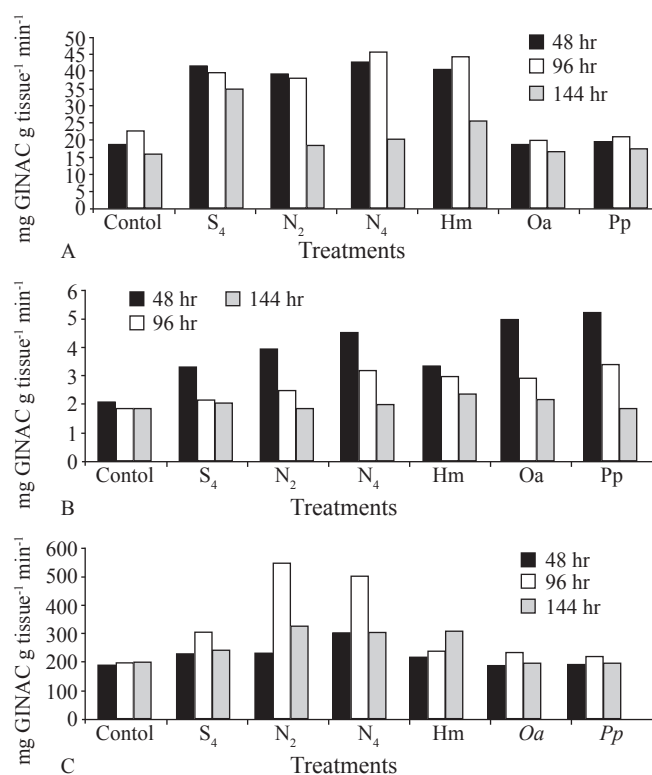 mg GINAC g tissue⁻¹ min⁻¹
50
45
40
35
30
25
20
15
10
5
0
48 hr
96 hr
144 hr
Contol S₄ N₂ N₄ Hm Oa Pp
Treatments
A
mg GINAC g tissue⁻¹ min⁻¹
6
5
4
3
2
1
0
48 hr 144 hr
96 hr
Contol S₄ N₂ N₄ Hm Oa Pp
Treatments
B
mg GINAC g tissue⁻¹ min⁻¹
600
500
400
300
200
100
0
48 hr
96 hr
144 hr
Contol S₄ N₂ N₄ Hm Oa Pp
Treatments
C